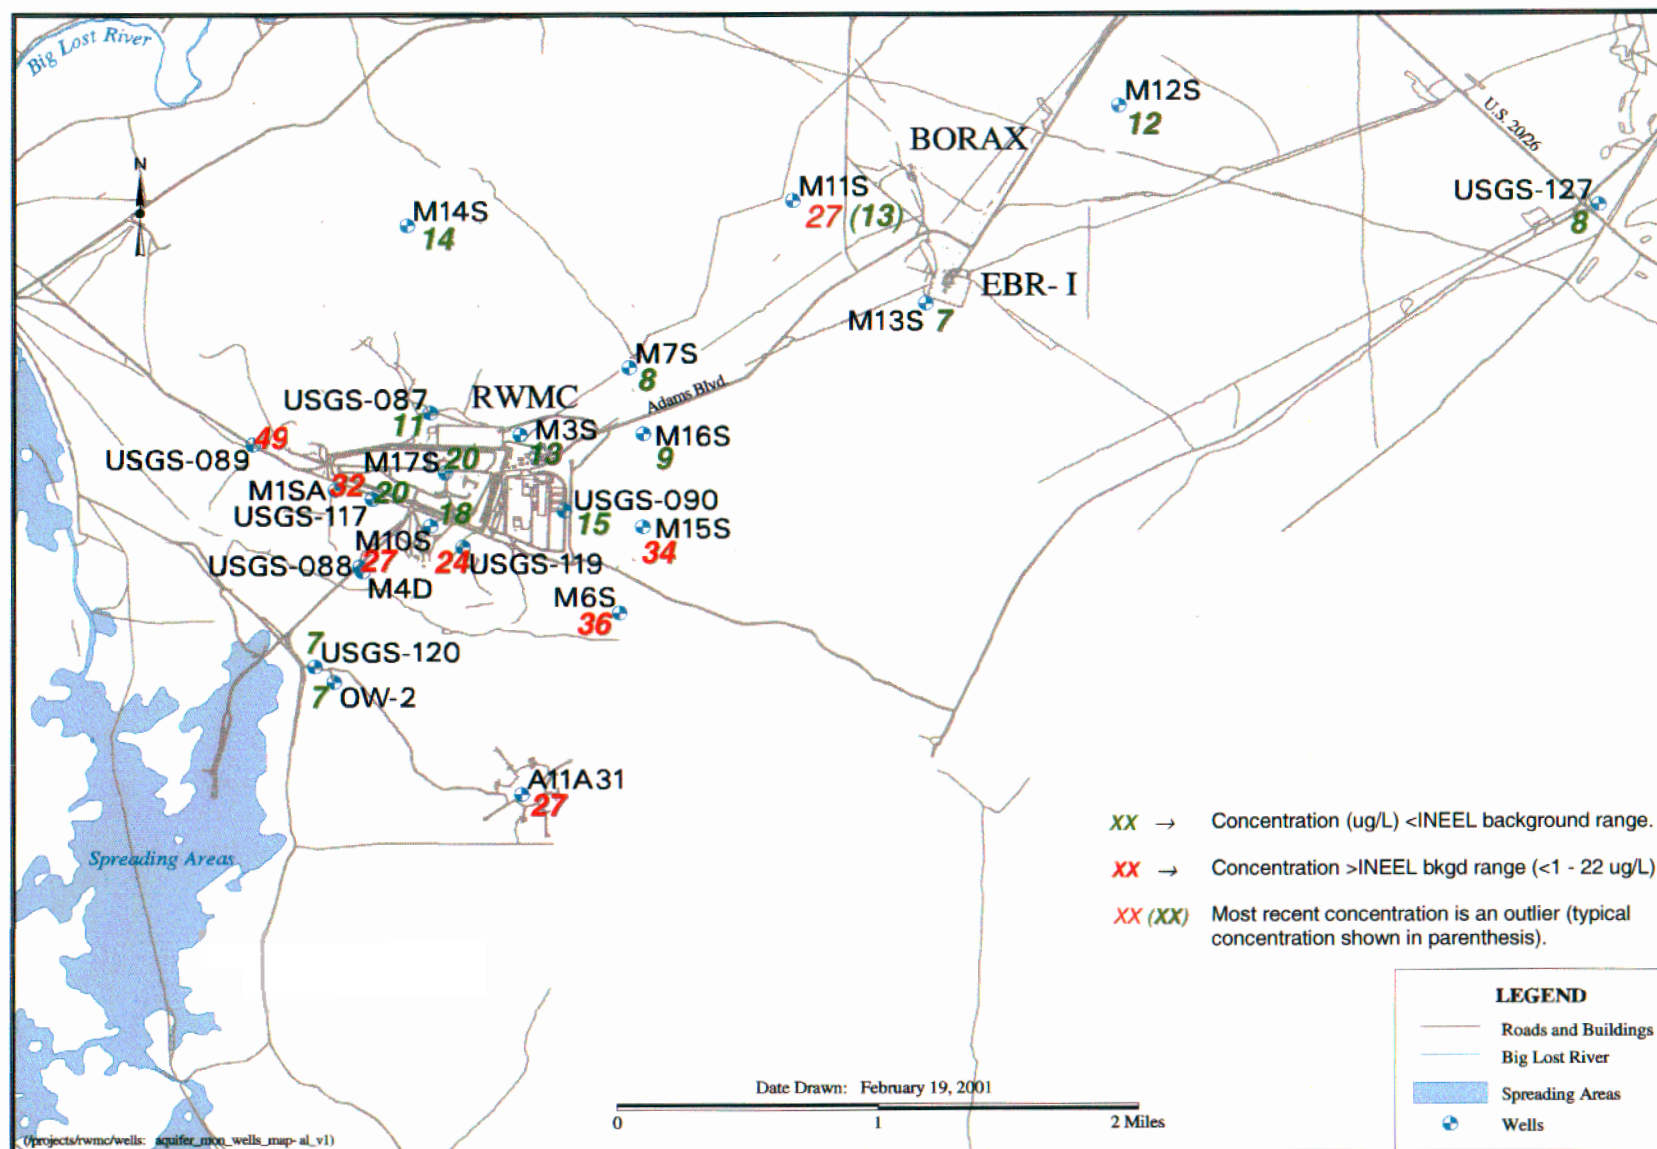 Big Lost River
N
M12S
12
BORAX
U.S. 20/26
M11S
27 (13)
USGS-127
8
M14S
14
EBR-I
M13S 7
M7S
8
Adams Blvd.
USGS-087
11
RWMC
M3S
13
M16S
9
49
USGS-089
M17S 20
M1SA 32
20
USGS-117
18
USGS-090
15
M15S
34
M10S
USGS-088 27
24 USGS-119
M4D
M6S
36
7
USGS-120
7 OW-2
A11A31
27
Spreading Areas
XX → Concentration (ug/L) <INEEL background range.
XX → Concentration >INEEL bkgd range (<1 - 22 ug/L)
XX (XX) Most recent concentration is an outlier (typical
concentration shown in parenthesis).
LEGEND
Roads and Buildings
Big Lost River
Spreading Areas
Wells
Date Drawn: February 19, 2001
0 1 2 Miles
(/projects/rwmc/wells: aquifer_mon_wells_map-al_v1)